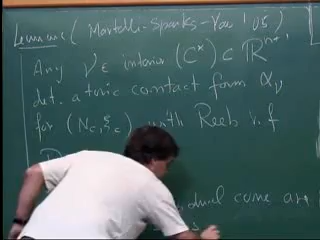 Lemma (Martelli-Sparks-Yau '05)
Any ν ∈ interior (C*) ⊂ ℝⁿ⁺¹
det. a toric contact form α_ν
for (N_C, ξ_c) with Reeb v.f
R
dual cone are